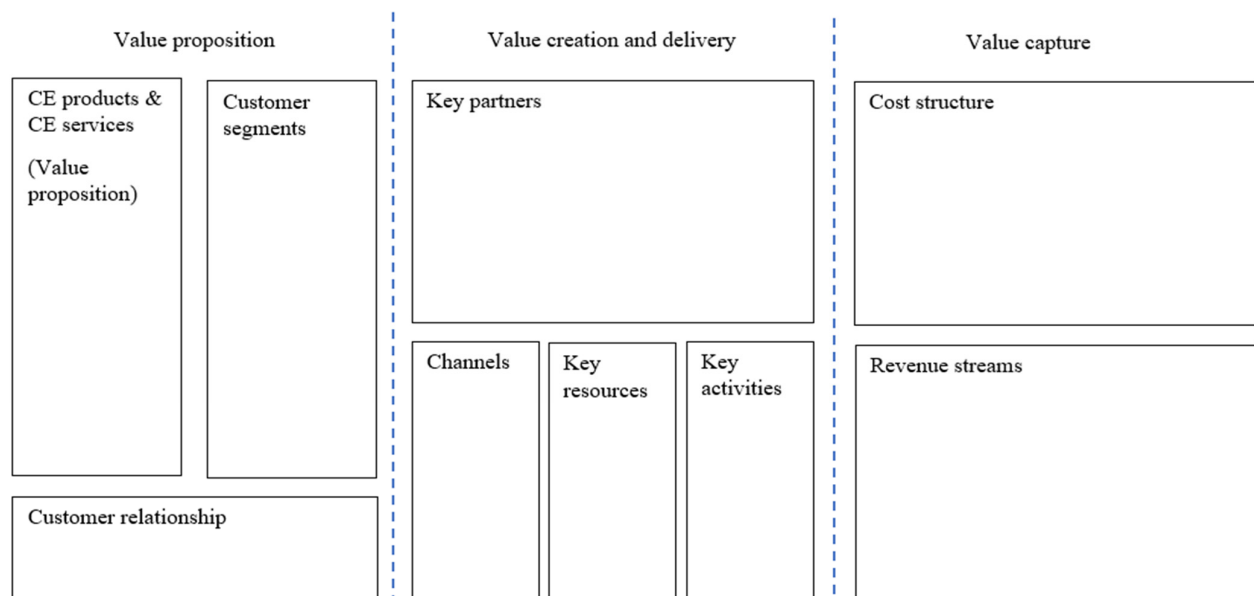 Value proposition
Value creation and delivery
Value capture
CE products &
CE services
(Value
proposition)
Customer
segments
Customer relationship
Key partners
Channels
Key
resources
Key
activities
Cost structure
Revenue streams